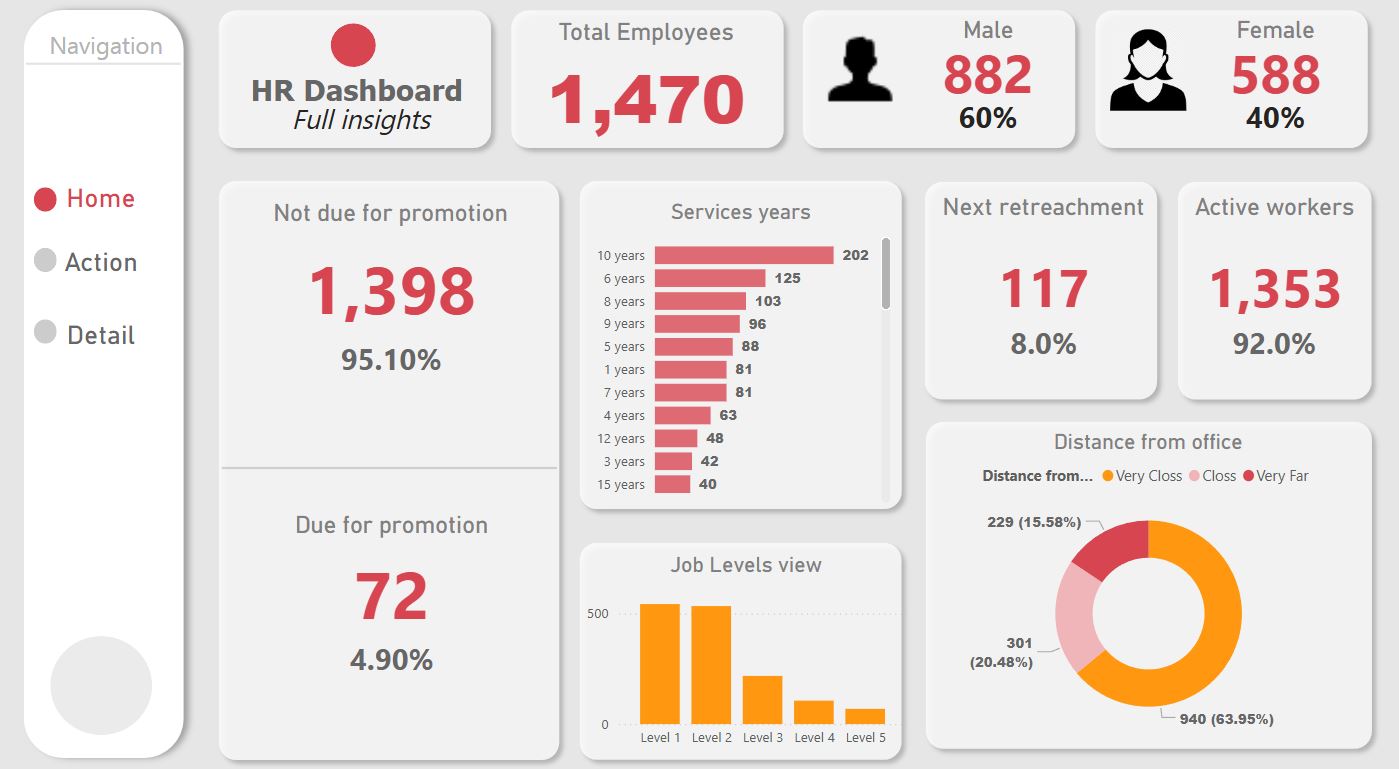 Navigation
Home
Action
Detail
HR Dashboard
Full insights
Total Employees
1,470
Male
882
60%
Female
588
40%
Not due for promotion
1,398
95.10%
Due for promotion
72
4.90%
Services years
10 years 202
6 years 125
8 years 103
9 years 96
5 years 88
1 years 81
7 years 81
4 years 63
12 years 48
3 years 42
15 years 40
Job Levels view
500
0
Level 1 Level 2 Level 3 Level 4 Level 5
Next retreachment
117
8.0%
Active workers
1,353
92.0%
Distance from office
Distance from... Very Closs Closs Very Far
229 (15.58%)
301
(20.48%)
940 (63.95%)